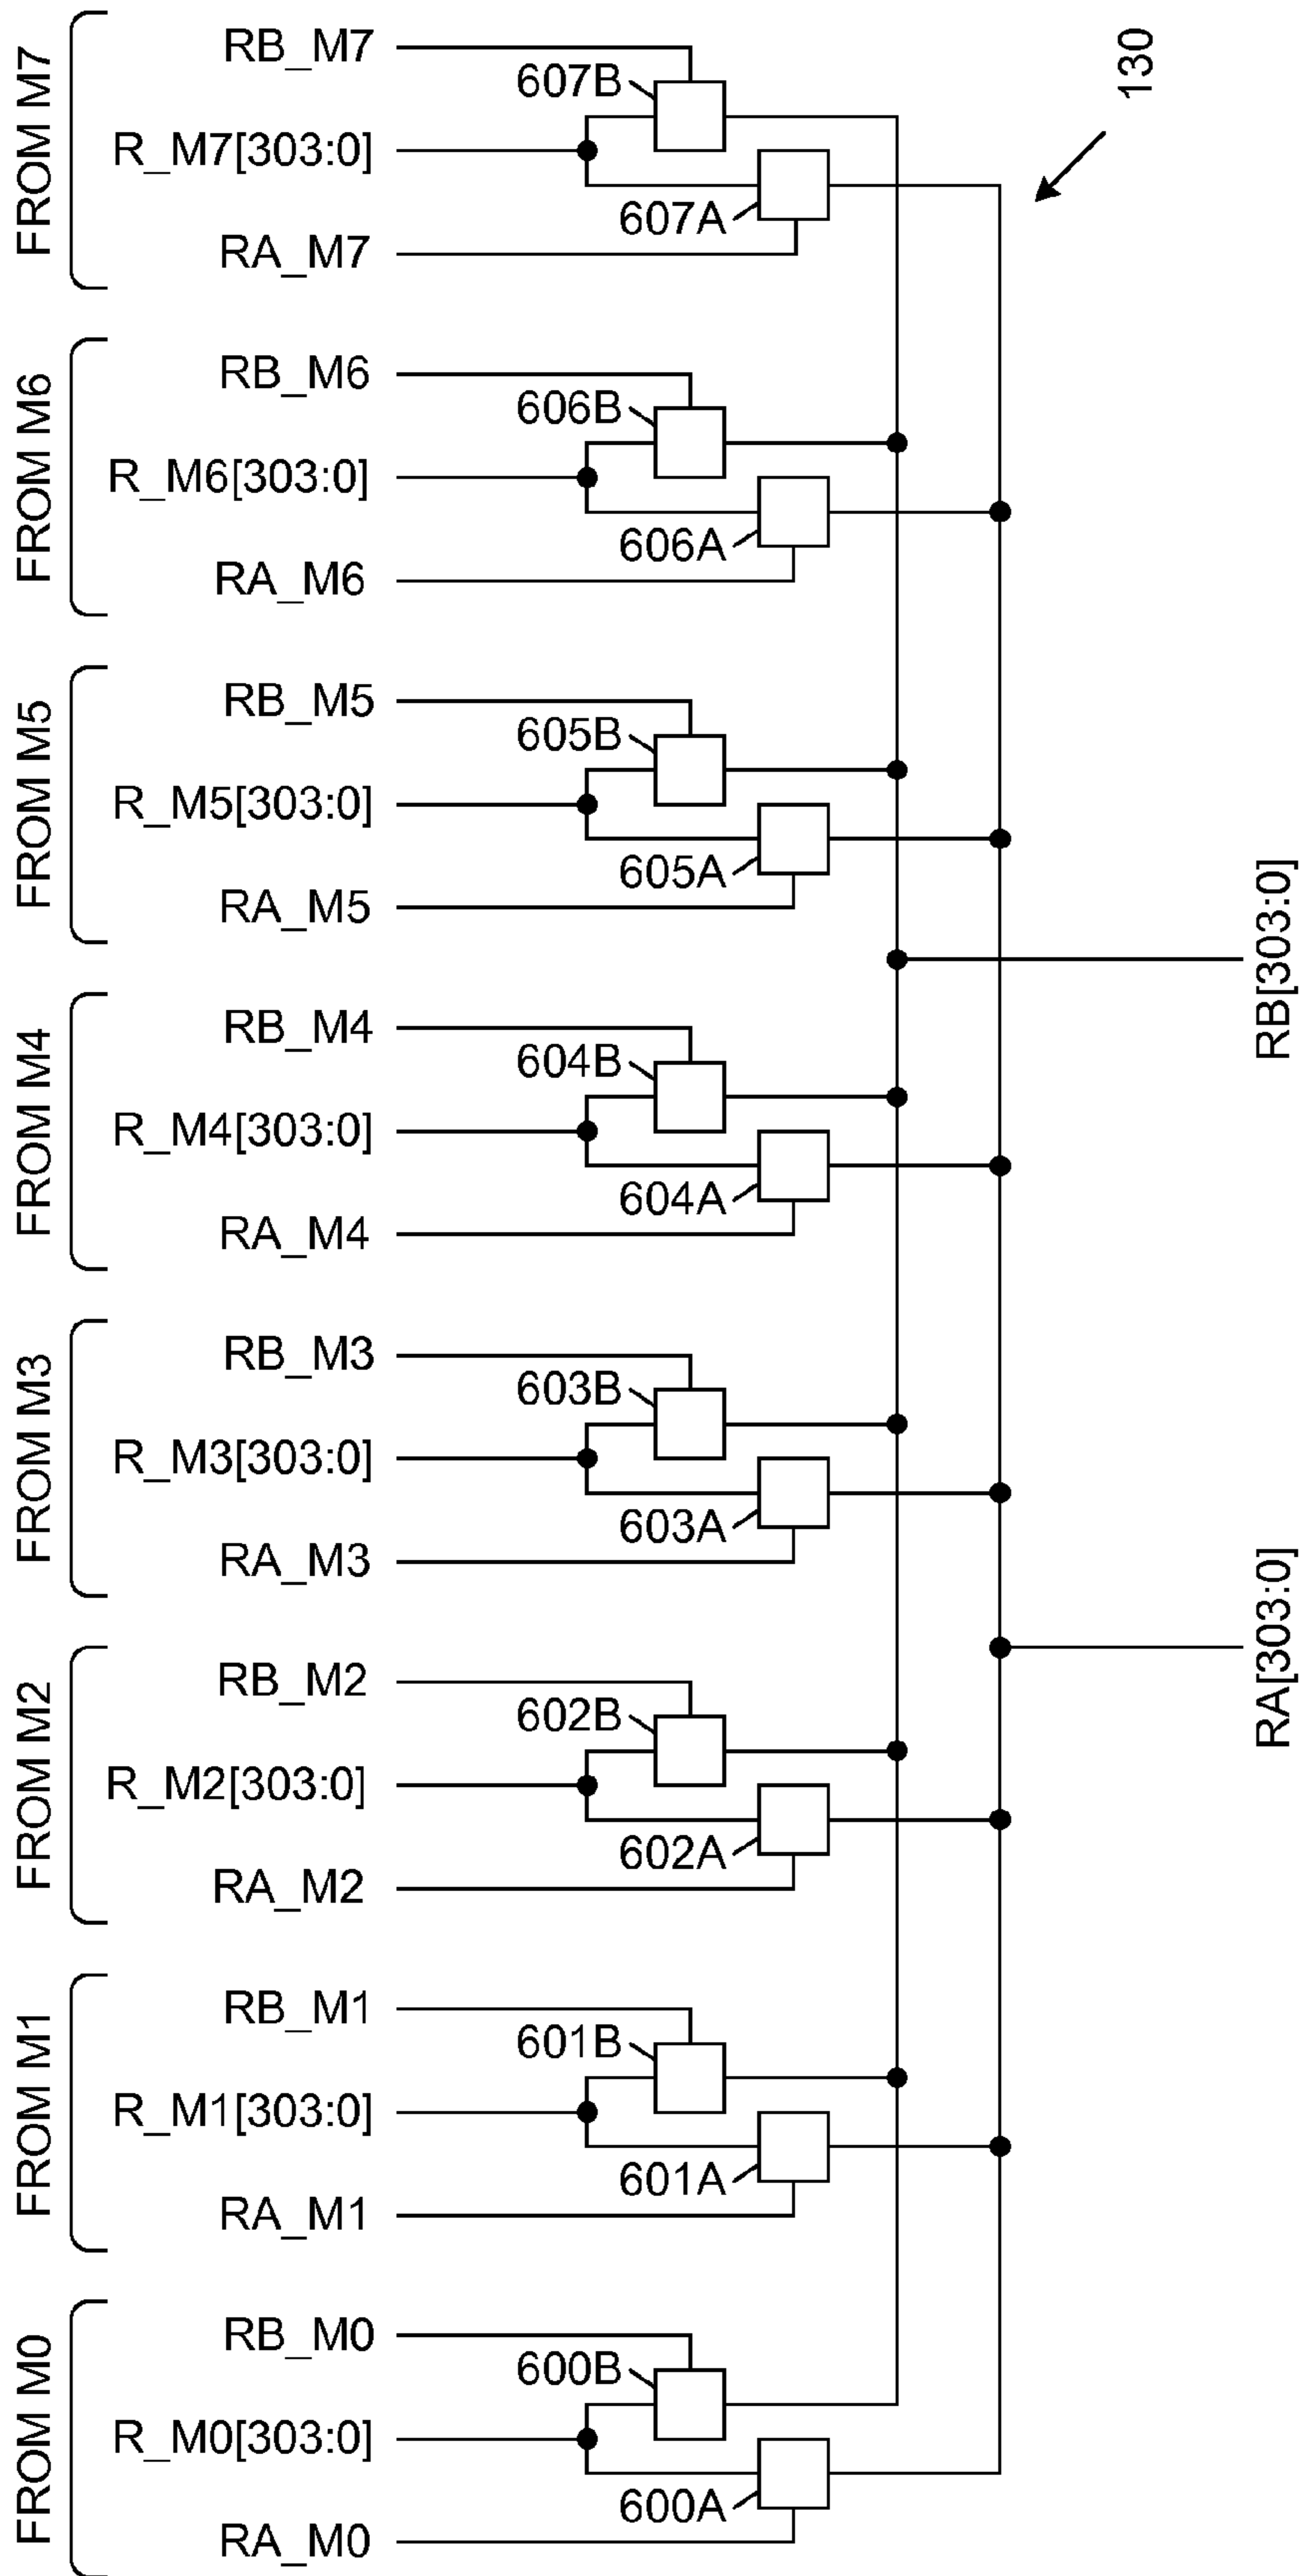 FROM M7
RB_M7
607B
R_M7[303:0]
607A
RA_M7
130
FROM M6
RB_M6
606B
R_M6[303:0]
606A
RA_M6
FROM M5
RB_M5
605B
R_M5[303:0]
605A
RA_M5
RB[303:0]
FROM M4
RB_M4
604B
R_M4[303:0]
604A
RA_M4
FROM M3
RB_M3
603B
R_M3[303:0]
603A
RA_M3
RA[303:0]
FROM M2
RB_M2
602B
R_M2[303:0]
602A
RA_M2
FROM M1
RB_M1
601B
R_M1[303:0]
601A
RA_M1
FROM M0
RB_M0
600B
R_M0[303:0]
600A
RA_M0